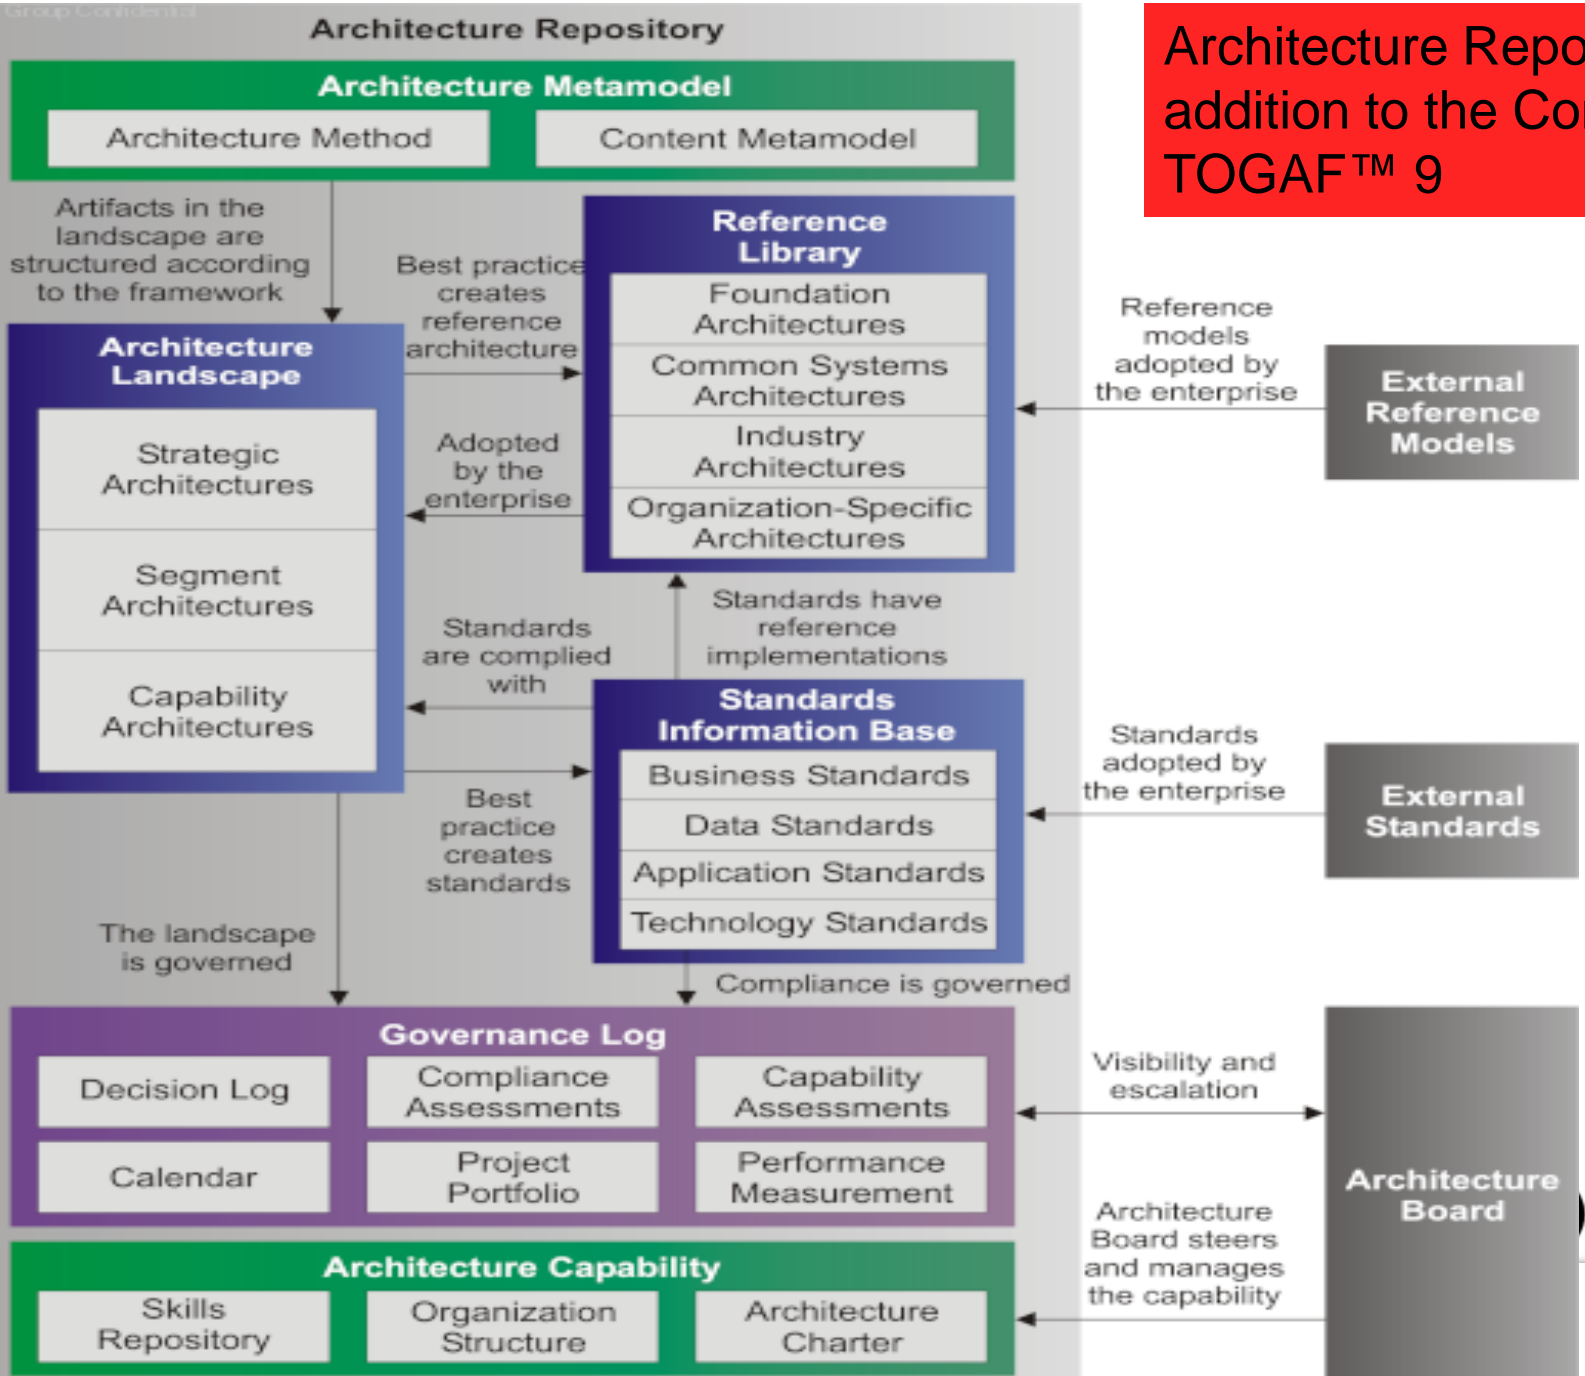 Group Confidential
Architecture Repository
Architecture Metamodel
Architecture Method
Content Metamodel
Architecture Repo
addition to the Co
TOGAF™ 9
Artifacts in the
landscape are
structured according
to the framework
Best practice
creates
reference
architecture
Reference
Library
Foundation
Architectures
Common Systems
Architectures
Industry
Architectures
Organization-Specific
Architectures
Reference
models
adopted by
the enterprise
External
Reference
Models
Architecture
Landscape
Strategic
Architectures
Segment
Architectures
Capability
Architectures
Adopted
by the
enterprise
Standards
are complied
with
Standards have
reference
implementations
Standards
Information Base
Business Standards
Data Standards
Application Standards
Technology Standards
Standards
adopted by
the enterprise
External
Standards
Best
practice
creates
standards
The landscape
is governed
Compliance is governed
Governance Log
Decision Log
Compliance
Assessments
Capability
Assessments
Calendar
Project
Portfolio
Performance
Measurement
Visibility and
escalation
Architecture
Board
Architecture
Board steers
and manages
the capability
Architecture Capability
Skills
Repository
Organization
Structure
Architecture
Charter